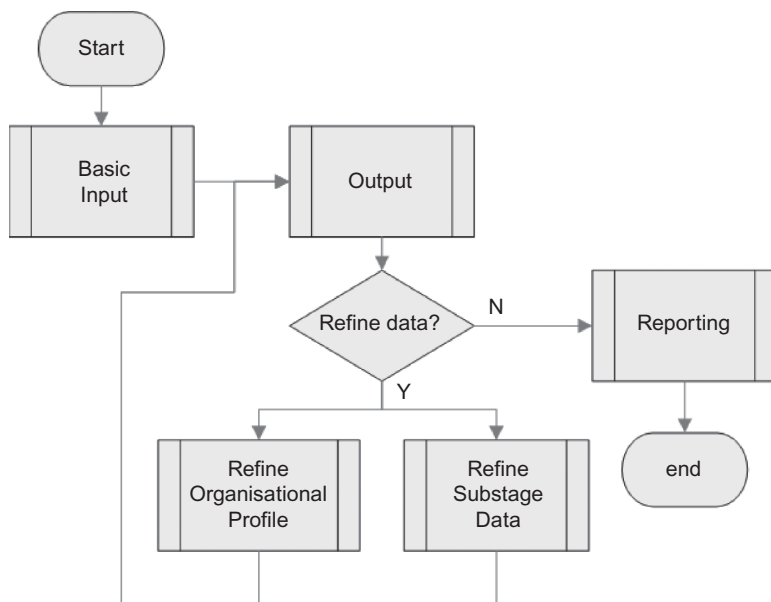 Start
Basic
Input
Output
Refine data?
N
Reporting
Y
Refine
Organisational
Profile
Refine
Substage
Data
end